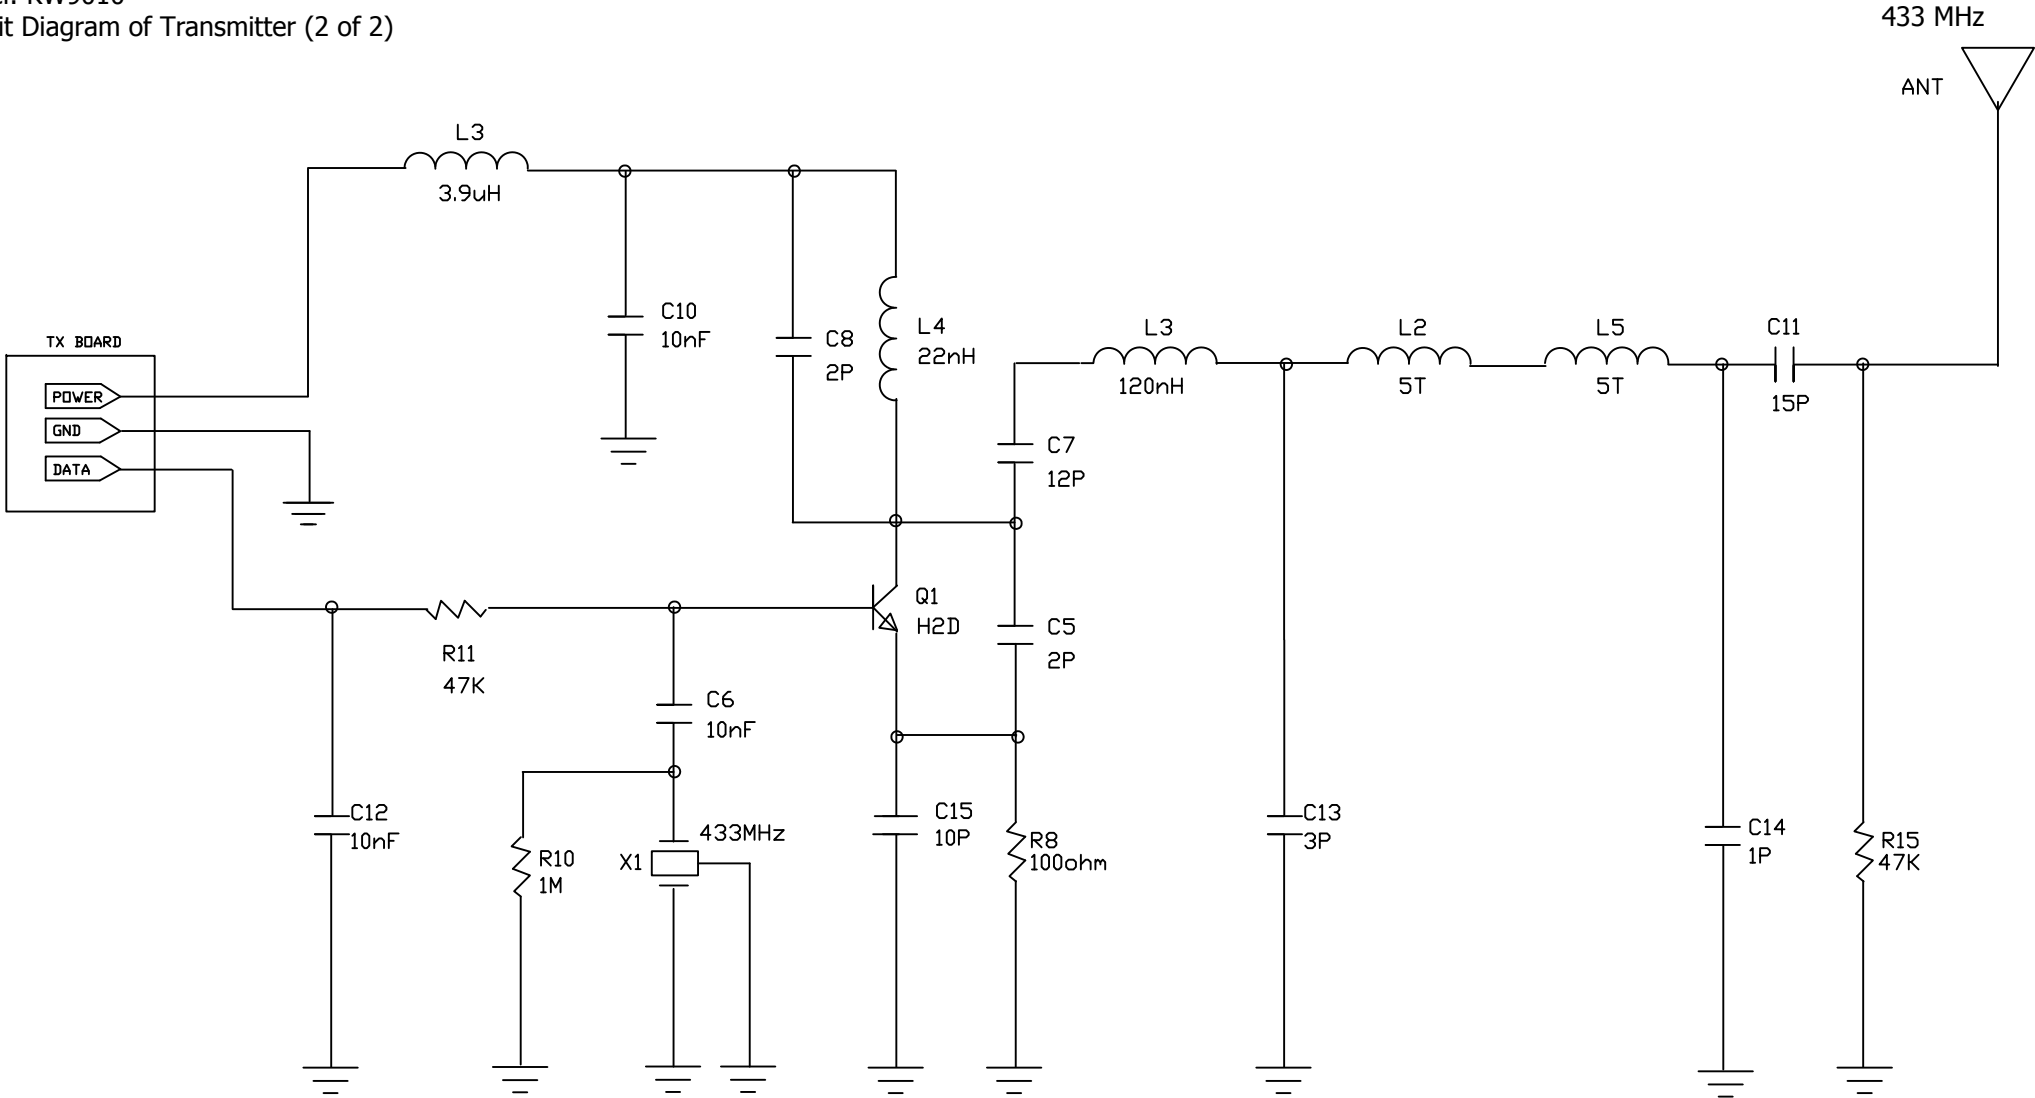 it Diagram of Transmitter (2 of 2)
433 MHz
ANT
L3
3.9uH
C10
10nF
C8
2P
L4
22nH
L3
120nH
L2
5T
L5
5T
C11
15P
TX BOARD
POWER
GND
DATA
C7
12P
Q1
H2D
C5
2P
R11
47K
C6
10nF
C12
10nF
R10
1M
X1
433MHz
C15
10P
R8
100ohm
C13
3P
C14
1P
R15
47K